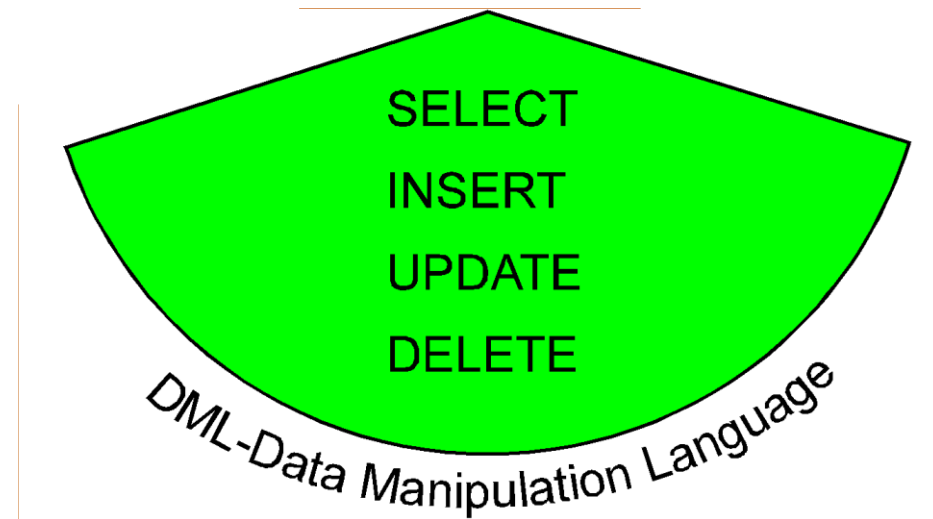 SELECT
INSERT
UPDATE
DELETE
DML-Data Manipulation Language